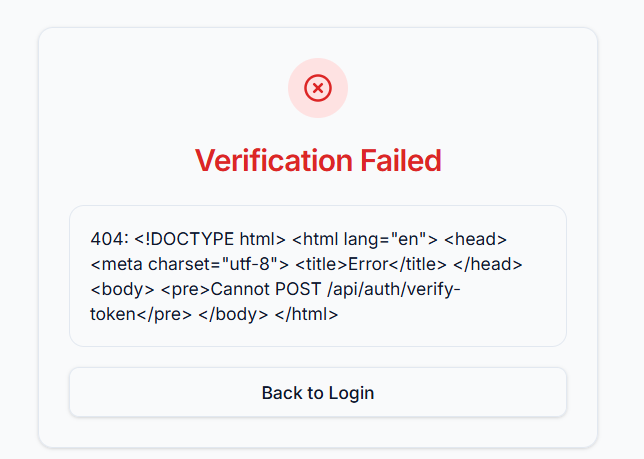 Verification Failed
404: <!DOCTYPE html> <html lang="en"> <head>
<meta charset="utf-8"> <title>Error</title> </head>
<body> <pre>Cannot POST /api/auth/verify-
token</pre> </body> </html>
Back to Login